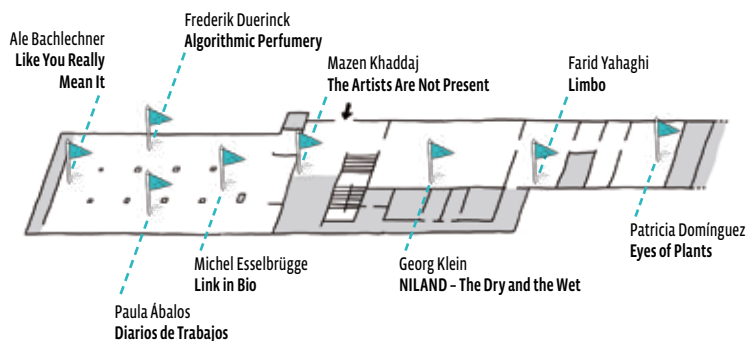 Frederik Duerinck
Algorithmic Perfumery
Ale Bachlechner
Like You Really
Mean It
Mazen Khaddaj
The Artists Are Not Present
Farid Yahaghi
Limbo
Patricia Domínguez
Eyes of Plants
Michel Esselbrügge
Link in Bio
Georg Klein
NILAND – The Dry and the Wet
Paula Ábalos
Diarios de Trabajos